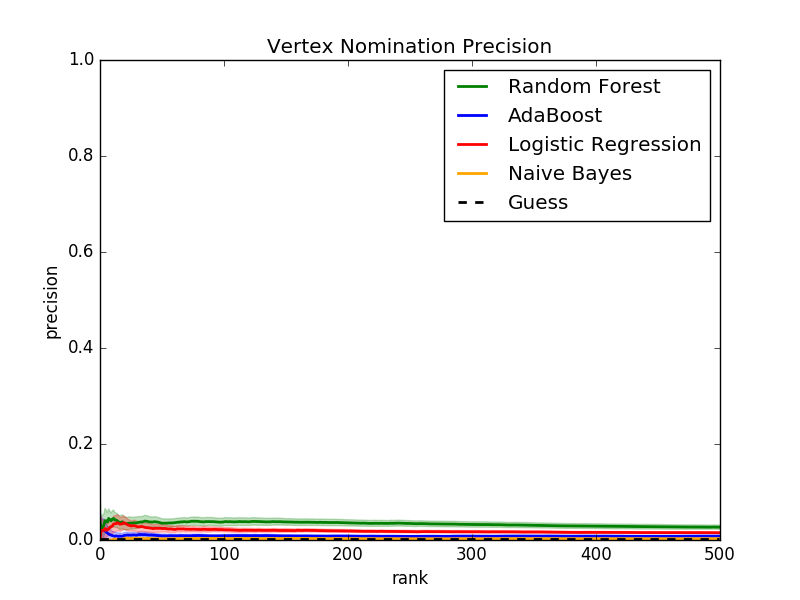 Vertex Nomination Precision
1.0
0.8
0.6
0.4
0.2
0.0
precision
Random Forest
AdaBoost
Logistic Regression
Naive Bayes
Guess
0 100 200 300 400 500
rank